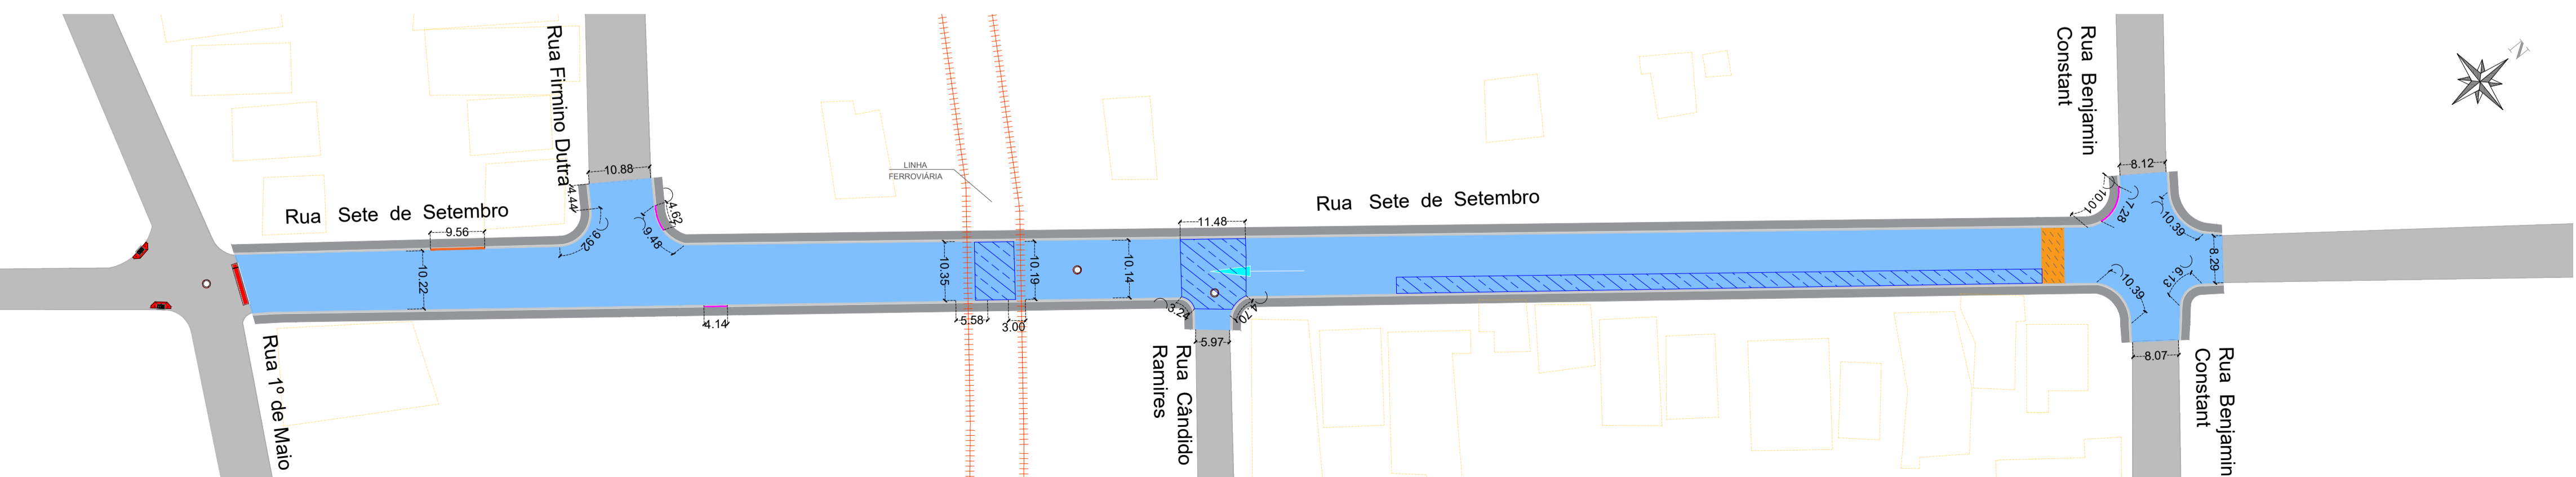 Rua Firmino Dutra
Rua Benjamin
Constant
N
LINHA
FERROVIÁRIA
10.88
8.12
4.44
4.62
10.01
7.28
10.39
Rua Sete de Setembro
Rua Sete de Setembro
9.56
9.92
9.48
11.48
10.22
10.35
10.19
10.14
8.29
6.13
10.39
4.14
5.58
3.00
3.24
4.70
5.97
8.07
Rua 1º de Maio
Rua Cândido
Ramires
Rua Benjamin
Constant